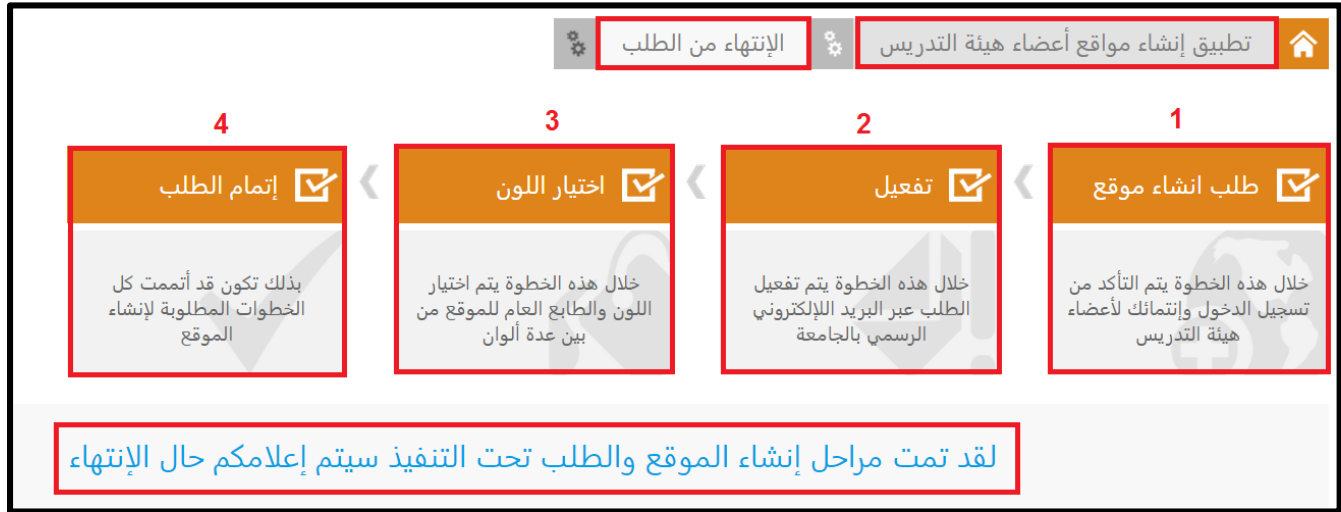 تطبيق إنشاء مواقع أعضاء هيئة التدريس
الإنتهاء من الطلب
1
2
3
4
طلب انشاء موقع
خلال هذه الخطوة يتم التأكد من
تسجيل الدخول وإنتمائك لأعضاء
هيئة التدريس
تفعيل
خلال هذه الخطوة يتم تفعيل
الطلب عبر البريد اللإلكتروني
الرسمي بالجامعة
اختيار اللون
خلال هذه الخطوة يتم اختيار
اللون والطابع العام للموقع من
بين عدة ألوان
إتمام الطلب
بذلك تكون قد أتممت كل
الخطوات المطلوبة لإنشاء
الموقع
لقد تمت مراحل إنشاء الموقع والطلب تحت التنفيذ سيتم إعلامكم حال الإنتهاء